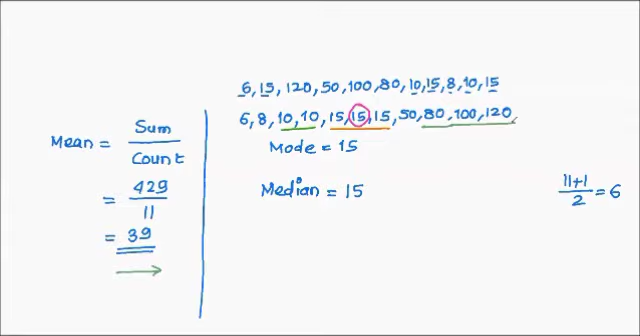 6, 15, 120, 50, 100, 80, 10, 15, 8, 10, 15
6, 8, 10, 10, 15, 15, 15, 50, 80, 100, 120
Mode = 15
Median = 15
11+1
2
= 6
Mean = Sum
Count
= 429
11
= 39